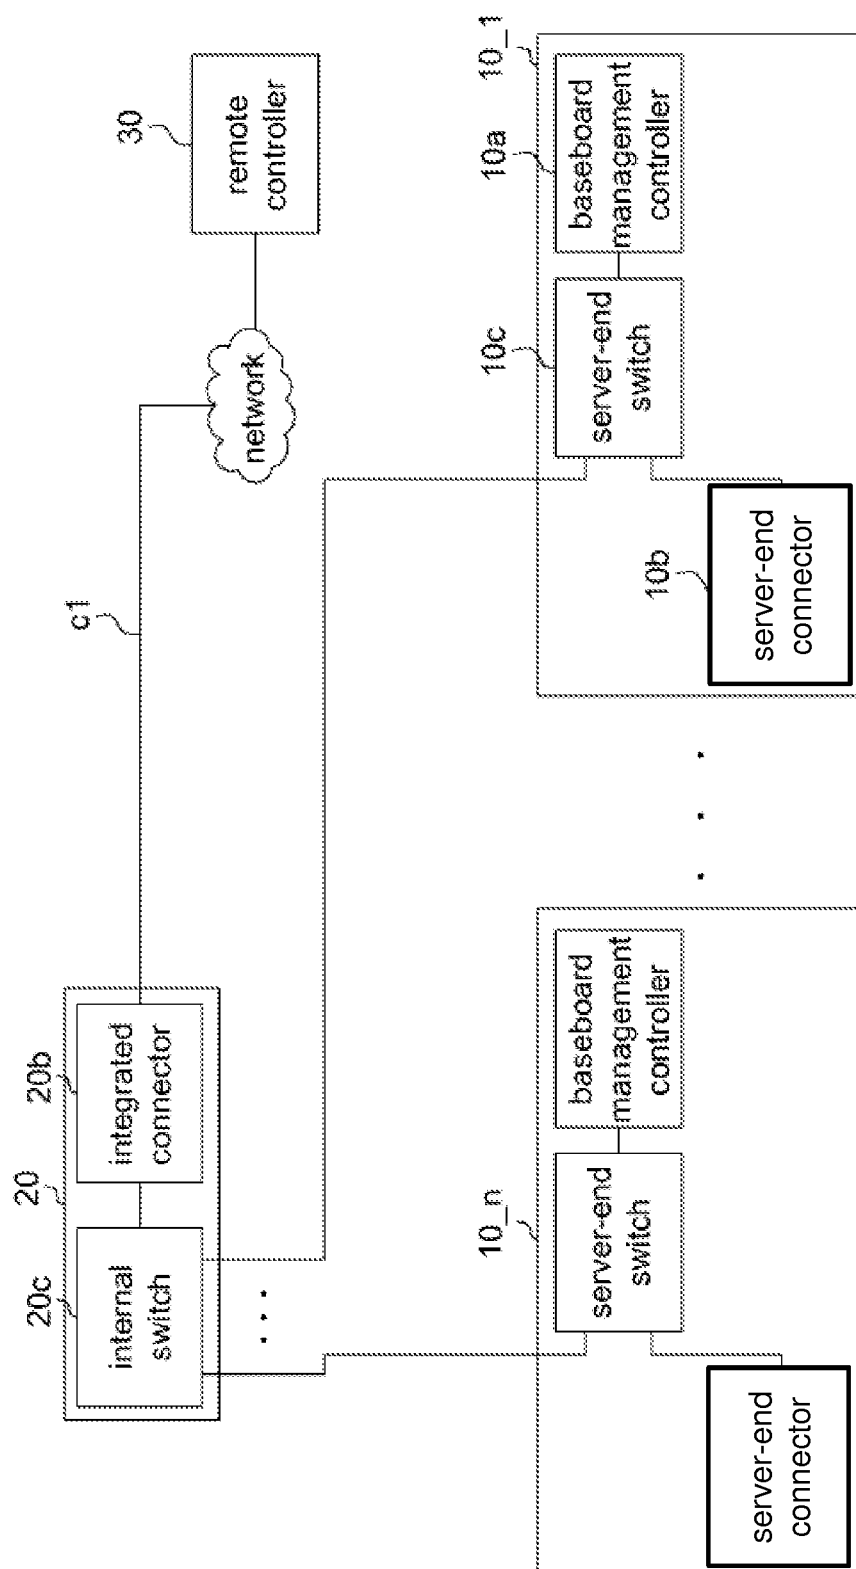 20
20c
internal
switch
20b
integrated
connector
c1
network
30
remote
controller
10_n
server-end
switch
baseboard
management
controller
server-end
connector
10_1
10c
server-end
switch
10a
baseboard
management
controller
10b
server-end
connector